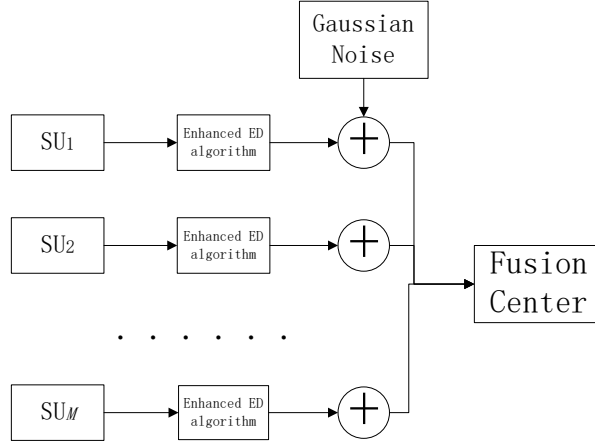 Gaussian
Noise
SU1
Enhanced ED
algorithm
+
SU2
Enhanced ED
algorithm
+
Fusion
Center
. . . . . .
SUM
Enhanced ED
algorithm
+